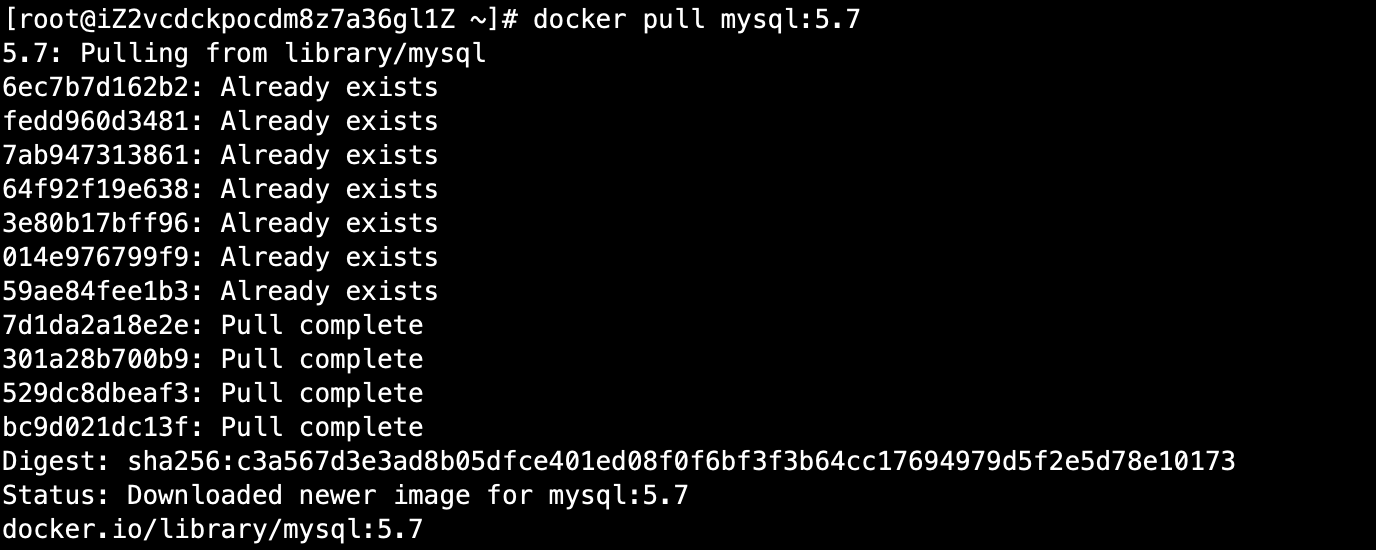 [root@iZ2vcdckpocdm8z7a36gl1Z ~]# docker pull mysql:5.7
5.7: Pulling from library/mysql
6ec7b7d162b2: Already exists
fedd960d3481: Already exists
7ab947313861: Already exists
64f92f19e638: Already exists
3e80b17bff96: Already exists
014e976799f9: Already exists
59ae84fee1b3: Already exists
7d1da2a18e2e: Pull complete
301a28b700b9: Pull complete
529dc8dbeaf3: Pull complete
bc9d021dc13f: Pull complete
Digest: sha256:c3a567d3e3ad8b05dfce401ed08f0f6bf3f3b64cc17694979d5f2e5d78e10173
Status: Downloaded newer image for mysql:5.7
docker.io/library/mysql:5.7